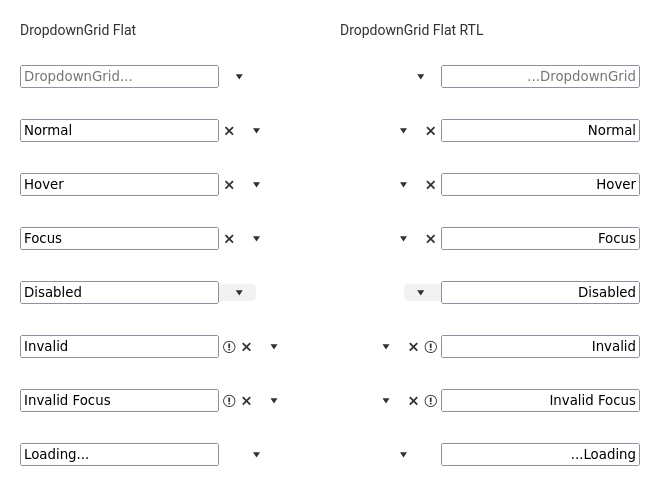 DropdownGrid Flat
DropdownGrid Flat RTL
DropdownGrid...
...DropdownGrid
Normal
Normal
Hover
Hover
Focus
Focus
Disabled
Disabled
Invalid
Invalid
Invalid Focus
Invalid Focus
Loading...
...Loading